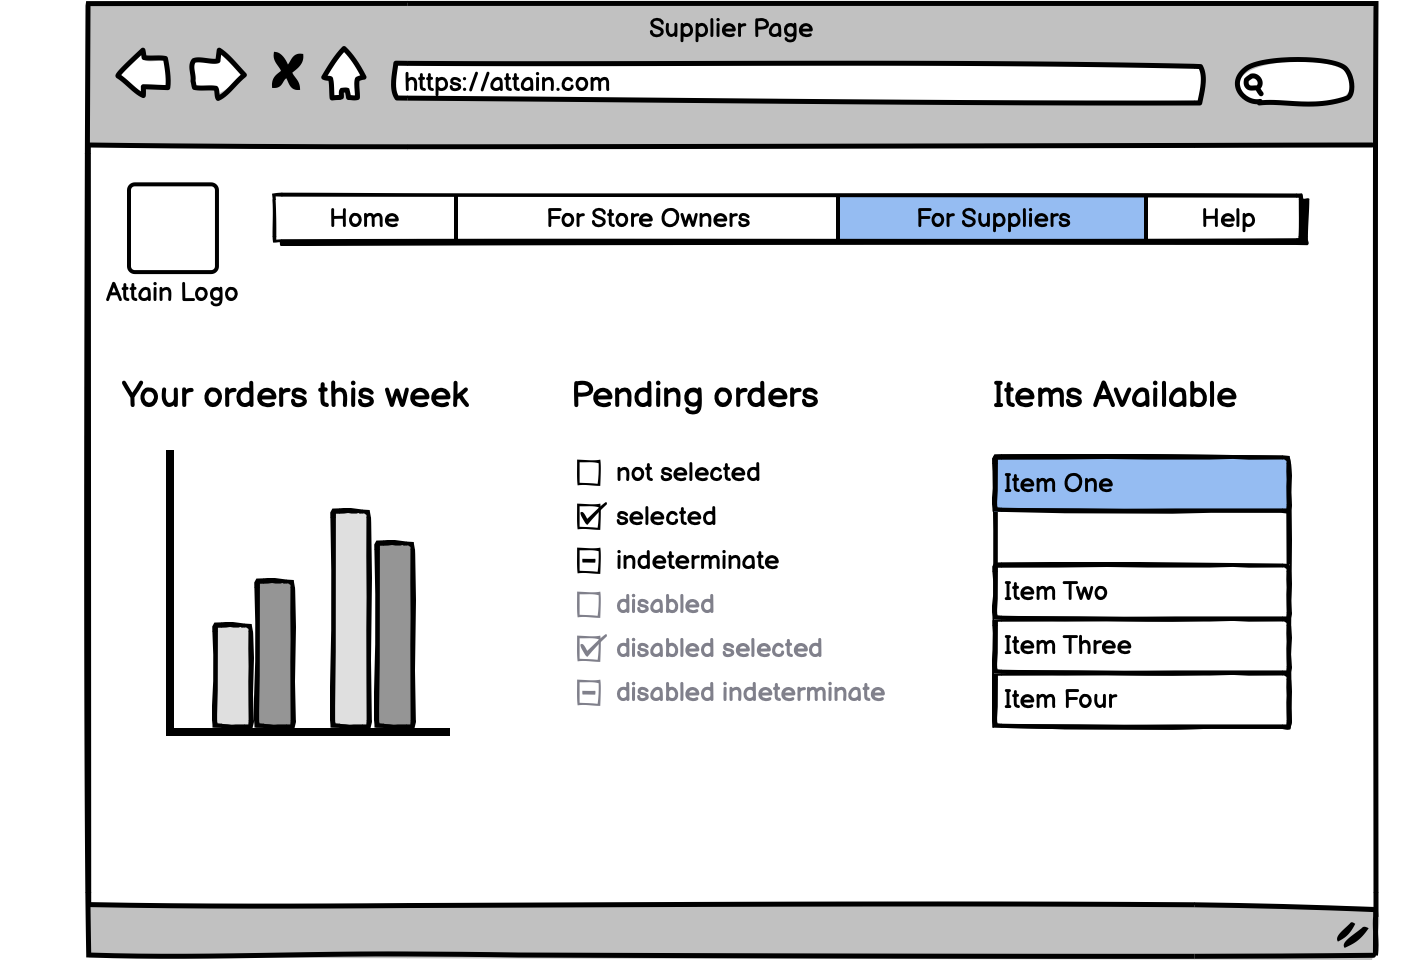 Supplier Page
https://attain.com
Home
For Store Owners
For Suppliers
Help
Attain Logo
Your orders this week
Pending orders
not selected
selected
indeterminate
disabled
disabled selected
disabled indeterminate
Items Available
Item One
Item Two
Item Three
Item Four